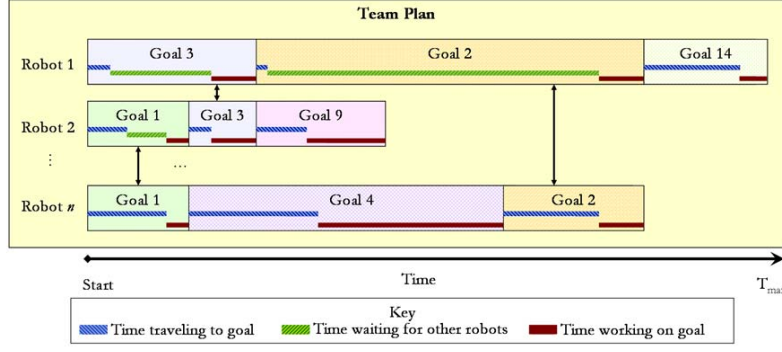 Team Plan
Robot 1
Goal 3
Goal 2
Goal 14
Robot 2
Goal 1
Goal 3
Goal 9
⋮
...
Robot n
Goal 1
Goal 4
Goal 2
Start
Time
Tmax
Key
Time traveling to goal
Time waiting for other robots
Time working on goal